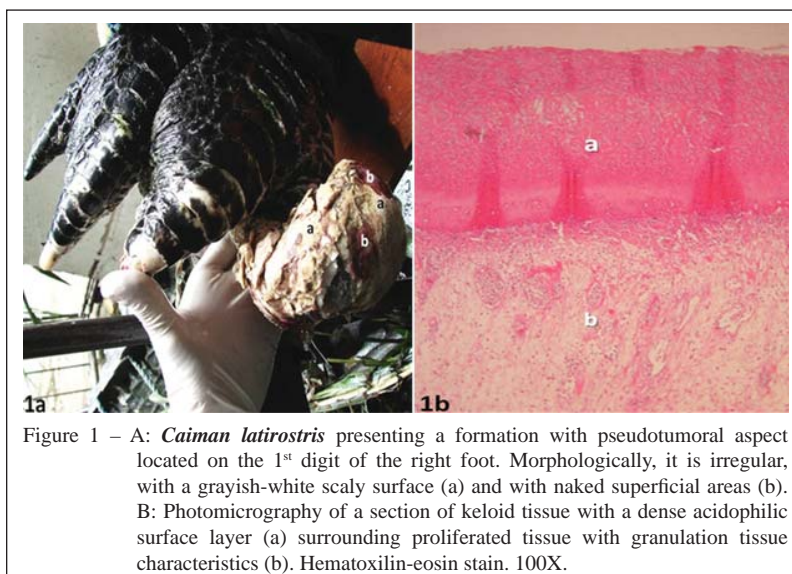 b
a
a
b
1a
a
b
1b
Figure 1 – A: Caiman latirostris presenting a formation with pseudotumoral aspect
located on the 1st digit of the right foot. Morphologically, it is irregular,
with a grayish-white scaly surface (a) and with naked superficial areas (b).
B: Photomicrography of a section of keloid tissue with a dense acidophilic
surface layer (a) surrounding proliferated tissue with granulation tissue
characteristics (b). Hematoxilin-eosin stain. 100X.